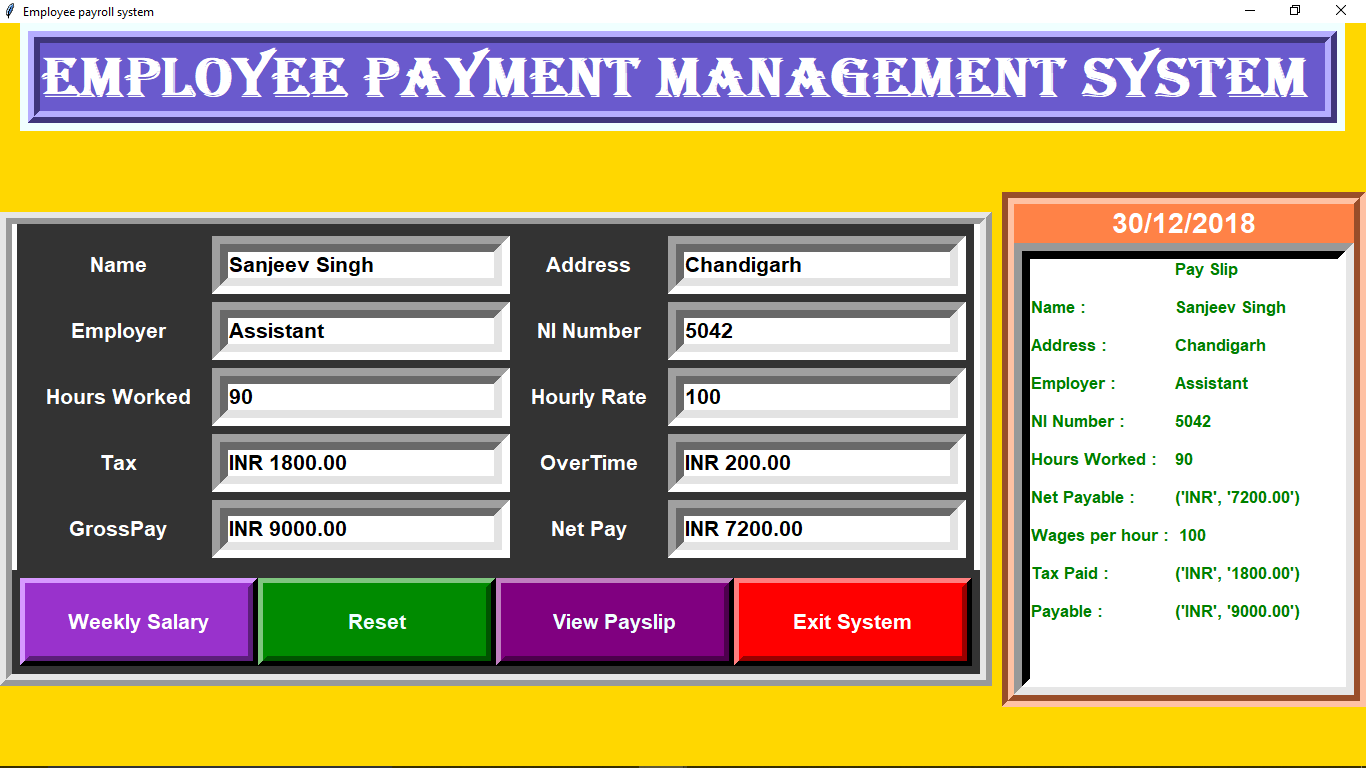 Employee payroll system
EMPLOYEE PAYMENT MANAGEMENT SYSTEM
Name Sanjeev Singh Address Chandigarh
Employer Assistant NI Number 5042
Hours Worked 90 Hourly Rate 100
Tax INR 1800.00 OverTime INR 200.00
GrossPay INR 9000.00 Net Pay INR 7200.00
Weekly Salary Reset View Payslip Exit System
30/12/2018
Pay Slip
Name : Sanjeev Singh
Address : Chandigarh
Employer : Assistant
NI Number : 5042
Hours Worked : 90
Net Payable : ('INR', '7200.00')
Wages per hour : 100
Tax Paid : ('INR', '1800.00')
Payable : ('INR', '9000.00')